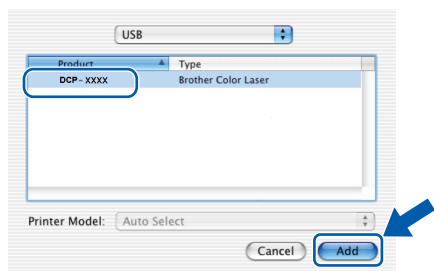 USB
Product Type
DCP-XXXX Brother Color Laser
Printer Model: Auto Select
Cancel Add